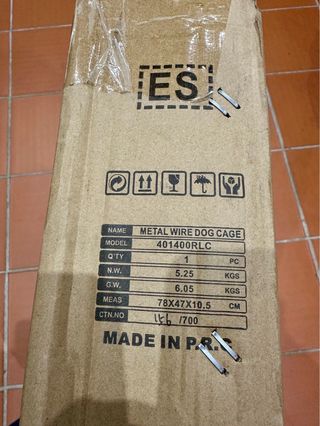 ES
NAME METAL WIRE DOG CAGE
MODEL 401400RLC
Q'TY 1 PC
N.W. 5.25 KGS
G.W. 6.05 KGS
MEAS 78X47X10.5 CM
CTN.NO /700
MADE IN P.R.C